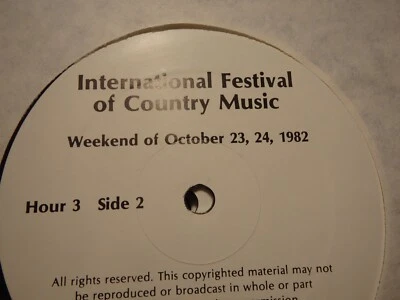 International Festival
of Country Music
Weekend of October 23, 24, 1982
Hour 3 Side 2
All rights reserved. This copyrighted material may not
be reproduced or broadcast in whole or part